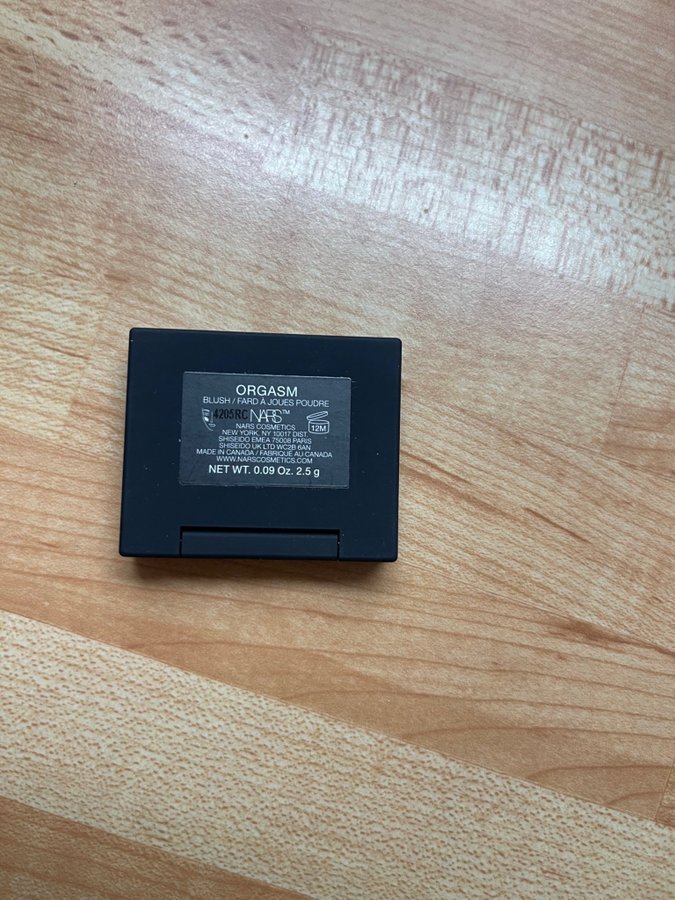 ORGASM
BLUSH / FARD À JOUES POUDRE
4205RC NARS™ 12M
NARS COSMETICS
NEW YORK, NY 10017 DIST.
SHISEIDO EMEA 75008 PARIS
SHISEIDO UK LTD WC2B 6AN
MADE IN CANADA / FABRIQUÉ AU CANADA
WWW.NARSCOSMETICS.COM
NET WT. 0.09 Oz. 2.5 g